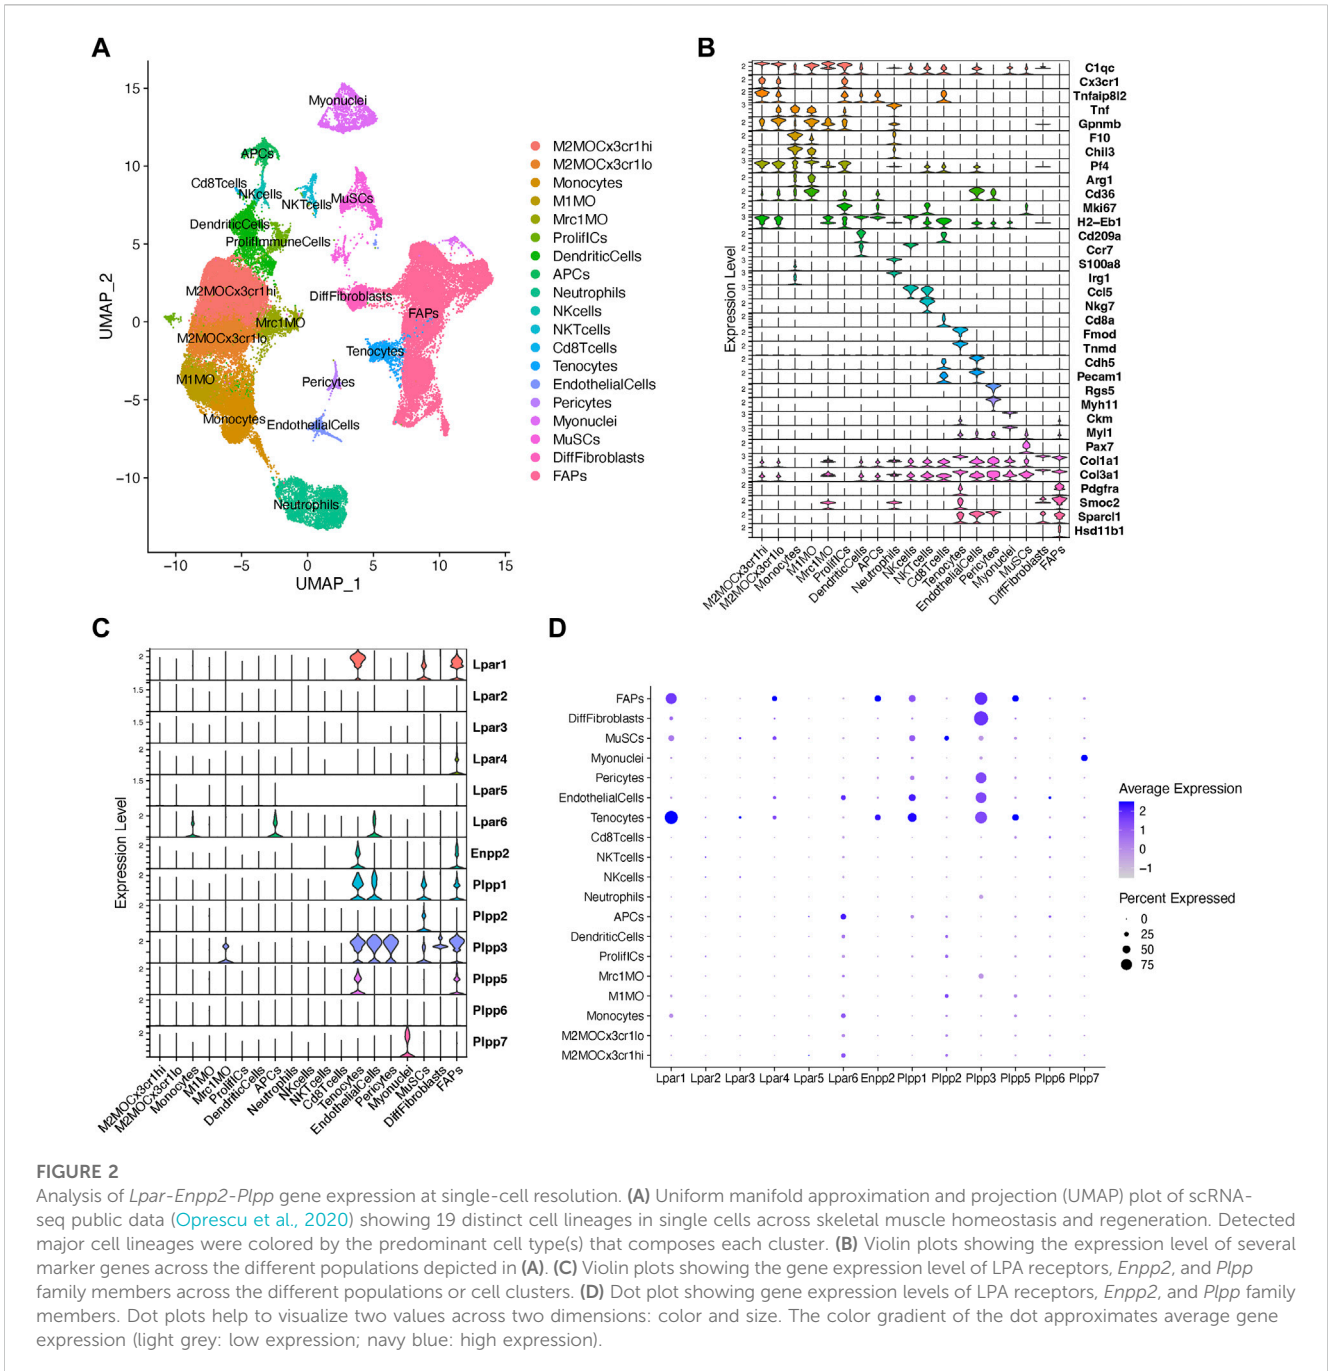 A
15
10
5
0
−5
−10
UMAP_2
−10
−5
0
5
10
15
UMAP_1
Myonuclei
APCs
Cd8Tcells
NKcells
NKTcells
MuSCs
DendriticCells
ProlifImmuneCells
M2MOCx3cr1hi
DiffFibroblasts
FAPs
Mrc1MO
M2MOCx3cr1lo
Tenocytes
M1MO
Pericytes
Monocytes
EndothelialCells
Neutrophils
M2MOCx3cr1hi
M2MOCx3cr1lo
Monocytes
M1MO
Mrc1MO
ProlifICs
DendriticCells
APCs
Neutrophils
NKcells
NKTcells
Cd8Tcells
Tenocytes
EndothelialCells
Pericytes
Myonuclei
MuSCs
DiffFibroblasts
FAPs
B
Expression Level
C1qc
Cx3cr1
Tnfaip8l2
Tnf
Gpnmb
F10
Chil3
Pf4
Arg1
Cd36
Mki67
H2−Eb1
Cd209a
Ccr7
S100a8
Irg1
Ccl5
Nkg7
Cd8a
Fmod
Tnmd
Cdh5
Pecam1
Rgs5
Myh11
Ckm
Myl1
Pax7
Col1a1
Col3a1
Pdgfra
Smoc2
Sparcl1
Hsd11b1
M2MOCx3cr1hi
M2MOCx3cr1lo
Monocytes
M1MO
Mrc1MO
ProlifICs
DendriticCells
APCs
Neutrophils
NKcells
NKTcells
Cd8Tcells
Tenocytes
EndothelialCells
Pericytes
Myonuclei
MuSCs
DiffFibroblasts
FAPs
C
Expression Level
2 Lpar1
1.5 Lpar2
1.5 Lpar3
2 Lpar4
1.5 Lpar5
2 Lpar6
2 Enpp2
2 Plpp1
2 Plpp2
2 Plpp3
2 Plpp5
2 Plpp6
2 Plpp7
M2MOCx3cr1hi
M2MOCx3cr1lo
Monocytes
M1MO
Mrc1MO
ProlifICs
DendriticCells
APCs
Neutrophils
NKcells
NKTcells
Cd8Tcells
Tenocytes
EndothelialCells
Pericytes
Myonuclei
MuSCs
DiffFibroblasts
FAPs
D
FAPs
DiffFibroblasts
MuSCs
Myonuclei
Pericytes
EndothelialCells
Tenocytes
Cd8Tcells
NKTcells
NKcells
Neutrophils
APCs
DendriticCells
ProlifICs
Mrc1MO
M1MO
Monocytes
M2MOCx3cr1lo
M2MOCx3cr1hi
Lpar1 Lpar2 Lpar3 Lpar4 Lpar5 Lpar6 Enpp2 Plpp1 Plpp2 Plpp3 Plpp5 Plpp6 Plpp7
Average Expression
2
1
0
−1
Percent Expressed
0
25
50
75
FIGURE 2
Analysis of Lpar-Enpp2-Plpp gene expression at single-cell resolution. (A) Uniform manifold approximation and projection (UMAP) plot of scRNA-
seq public data (Oprescu et al., 2020) showing 19 distinct cell lineages in single cells across skeletal muscle homeostasis and regeneration. Detected
major cell lineages were colored by the predominant cell type(s) that composes each cluster. (B) Violin plots showing the expression level of several
marker genes across the different populations depicted in (A). (C) Violin plots showing the gene expression level of LPA receptors, Enpp2, and Plpp
family members across the different populations or cell clusters. (D) Dot plot showing gene expression levels of LPA receptors, Enpp2, and Plpp family
members. Dot plots help to visualize two values across two dimensions: color and size. The color gradient of the dot approximates average gene
expression (light grey: low expression; navy blue: high expression).